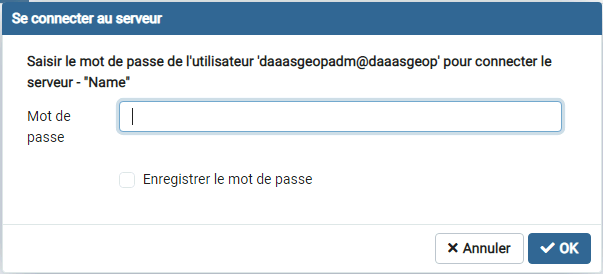 Se connecter au serveur
Saisir le mot de passe de l'utilisateur 'daaasgeopadm@daaasgeop' pour connecter le
serveur - "Name"
Mot de
passe
Enregistrer le mot de passe
Annuler
OK